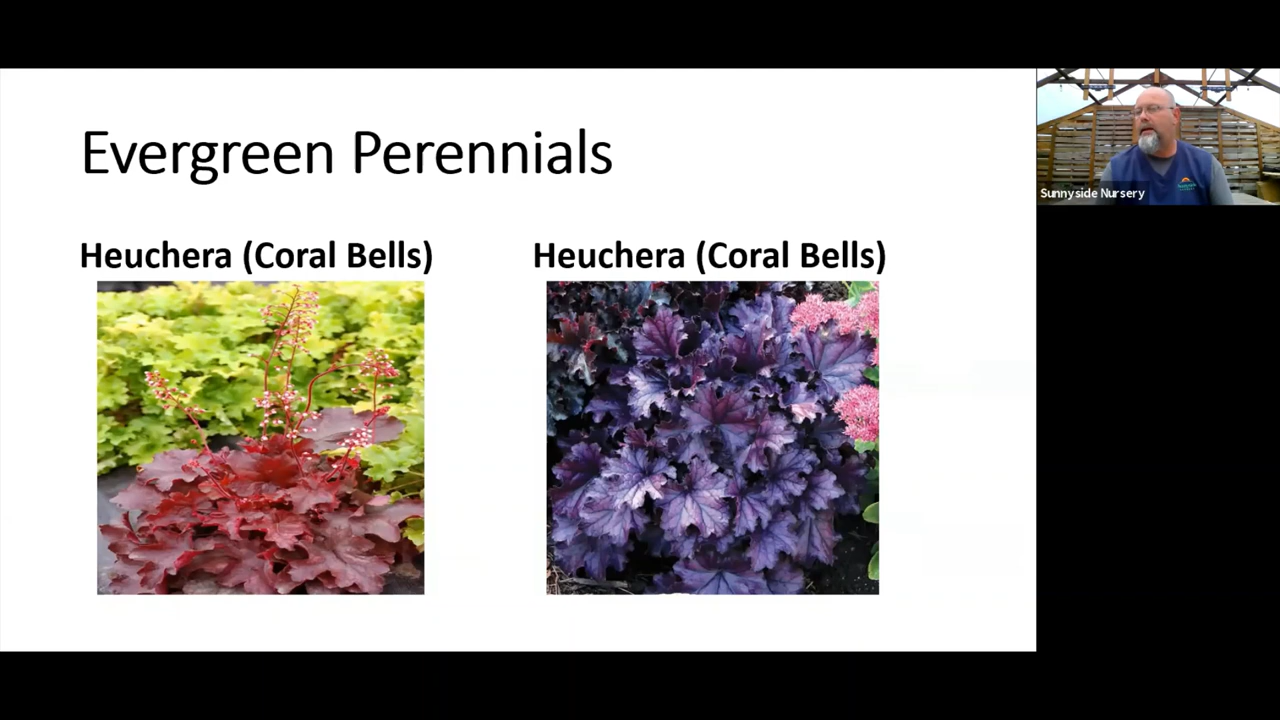 Evergreen Perennials
Heuchera (Coral Bells)
Heuchera (Coral Bells)
Sunnyside Nursery